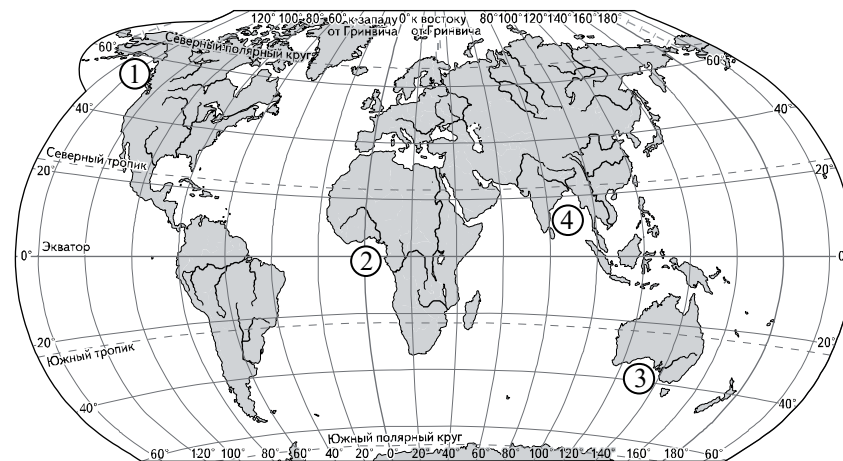 120° 100° 80° 60° к западу 0° к востоку 80° 100° 120° 140° 160° 180°
от Гринвича от Гринвича
Северный полярный круг
60° 60°
1
40° 40°
Северный тропик
20° 20°
4
Экватор
0° 0°
2
20° 20°
Южный тропик
3
40° 40°
Южный полярный круг
60° 120° 100° 80° 60° 40° 20° 0° 20° 40° 60° 80° 100° 120° 140° 160° 180° 60°